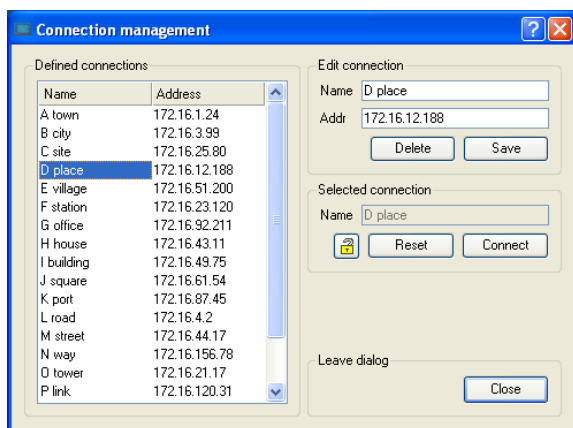 Connection management
Defined connections
Name Address
A town 172.16.1.24
B city 172.16.3.99
C site 172.16.25.80
D place 172.16.12.188
E village 172.16.51.200
F station 172.16.23.120
G office 172.16.92.211
H house 172.16.43.11
I building 172.16.49.75
J square 172.16.61.54
K port 172.16.87.45
L road 172.16.4.2
M street 172.16.44.17
N way 172.16.156.78
O tower 172.16.21.17
P link 172.16.120.31
Edit connection
Name D place
Addr 172.16.12.188
Delete Save
Selected connection
Name D place
Reset Connect
Leave dialog
Close